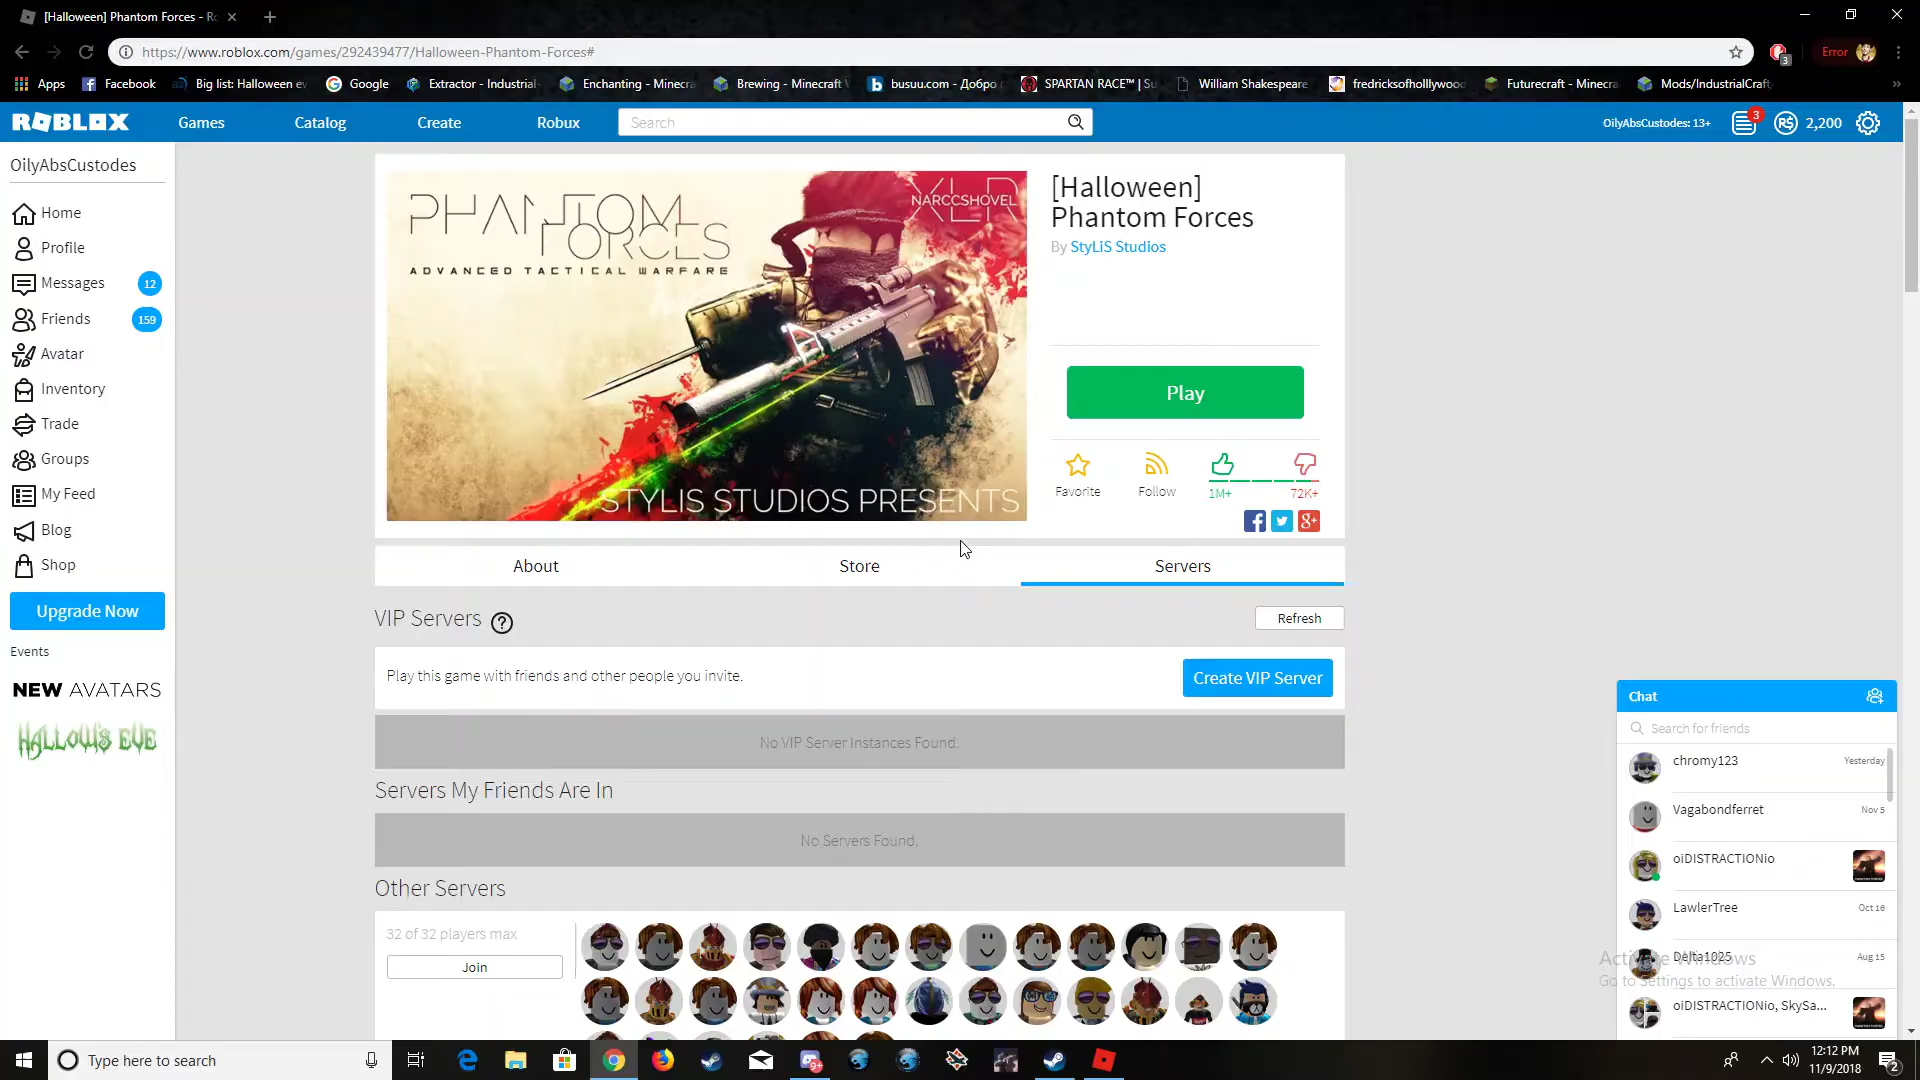 [Halloween] Phantom Forces - Ro
https://www.roblox.com/games/292439477/Halloween-Phantom-Forces#
3
Error
Apps
Facebook
Big list: Halloween ev
Google
Extractor - Industrial-
Enchanting - Minecra
Brewing - Minecraft W
busuu.com - Добро
SPARTAN RACE™ | Su
William Shakespeare
fredricksofholllywood
Futurecraft - Minecra
Mods/IndustrialCraft
ROBLOX
Games
Catalog
Create
Robux
Search
OilyAbsCustodes: 13+
3
R$
2,200
OilyAbsCustodes
Home
Profile
Messages
12
Friends
159
Avatar
Inventory
Trade
Groups
My Feed
Blog
Shop
Upgrade Now
Events
NEW AVATARS
HALLOW'S EVE
PHANTOM
FORCES
ADVANCED TACTICAL WARFARE
XLR
NARCCSHOVEL
STYLIS STUDIOS PRESENTS
[Halloween]
Phantom Forces
By StyLiS Studios
Play
Favorite
Follow
1M+
72K+
About
Store
Servers
VIP Servers
Refresh
Play this game with friends and other people you invite.
Create VIP Server
No VIP Server Instances Found.
Servers My Friends Are In
No Servers Found.
Other Servers
32 of 32 players max
Join
Chat
Search for friends
chromy123
Yesterday
Vagabondferret
Nov 5
oiDISTRACTIONio
LawlerTree
Oct 16
Delta1025
Aug 15
oiDISTRACTIONio, SkySa...
Activate Windows
Go to Settings to activate Windows.
Type here to search
9+
12:12 PM
11/9/2018
2